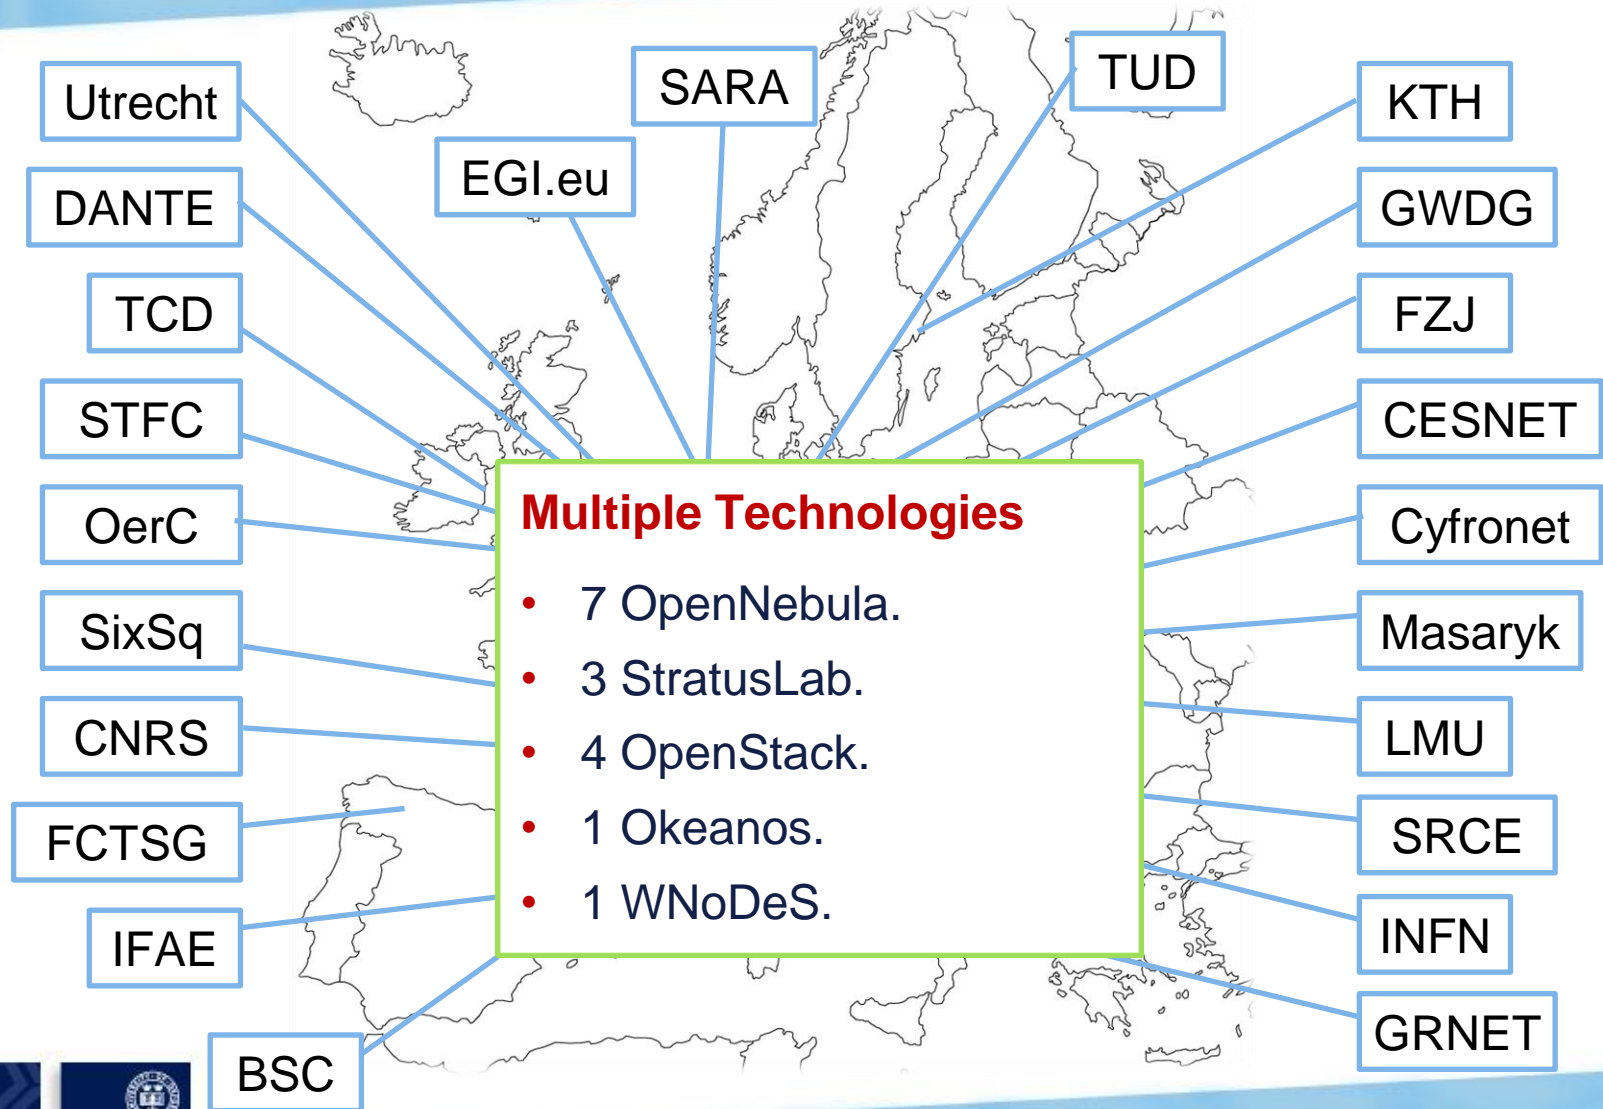 Utrecht
SARA
TUD
KTH
DANTE
EGI.eu
GWDG
TCD
FZJ
STFC
CESNET
OerC
Cyfronet
SixSq
Masaryk
CNRS
LMU
FCTSG
SRCE
IFAE
INFN
BSC
GRNET
Multiple Technologies
• 7 OpenNebula.
• 3 StratusLab.
• 4 OpenStack.
• 1 Okeanos.
• 1 WNoDeS.